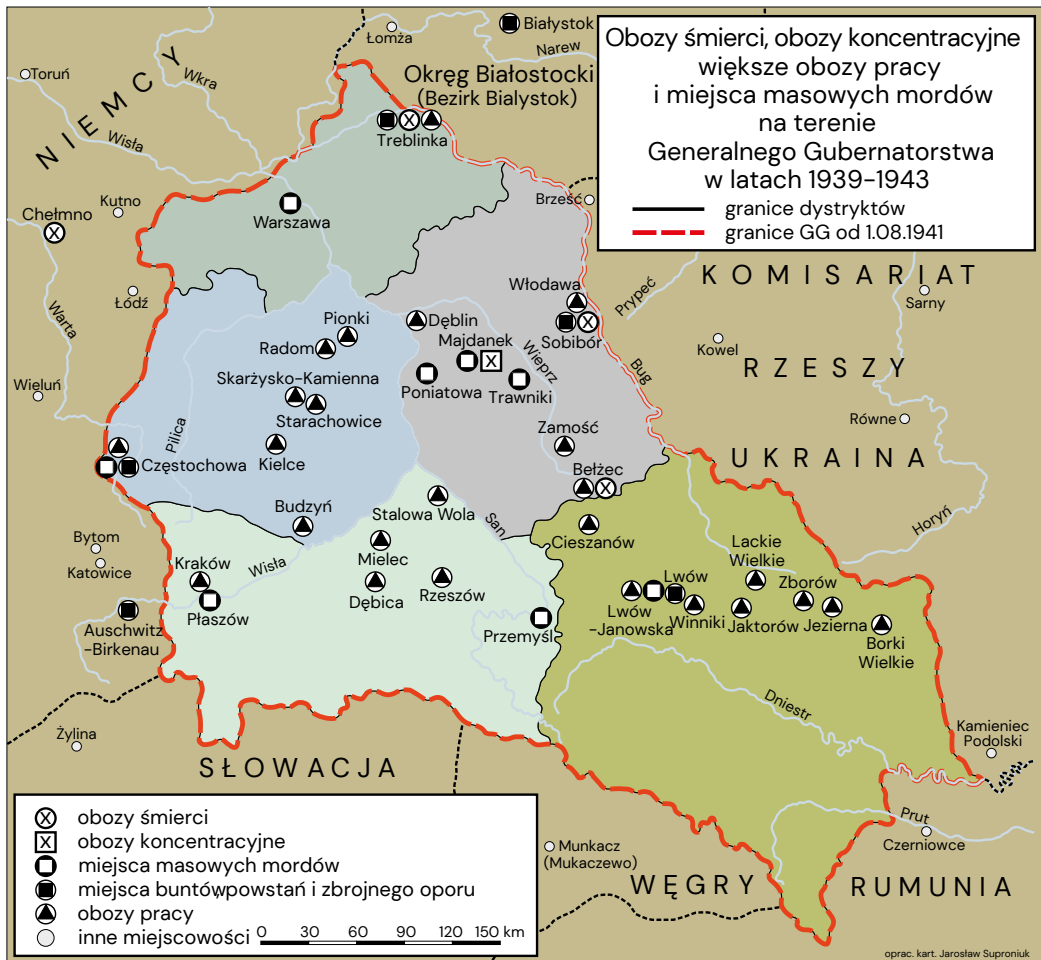 Obozy śmierci, obozy koncentracyjne
większe obozy pracy
i miejsca masowych mordów
na terenie
Generalnego Gubernatorstwa
w latach 1939-1943
granice dystryktów
granice GG od 1.08.1941
Białystok
Łomża
Narew
Okręg Białostocki
(Bezirk Bialystok)
Toruń
Wkra
NIEMCY
Wisła
Treblinka
Kutno
Chełmno
Warszawa
Brześć
KOMISARIAT
Włodawa
Prypeć
Sarny
Łódź
Warta
Pionki
Dęblin
Sobibór
Radom
Majdanek
Wieprz
Kowel
RZESZY
Bug
Wieluń
Skarżysko-Kamienna
Poniatowa
Trawniki
Starachowice
Pilica
Równe
Zamość
Częstochowa
Kielce
UKRAINA
Bełżec
Budzyń
Stalowa Wola
San
Horyń
Cieszanów
Bytom
Katowice
Mielec
Lackie
Wielkie
Kraków
Wisła
Lwów
Zborów
Dębica
Rzeszów
Płaszów
Lwów
-Janowska
Winniki
Jaktorów
Jezierna
Auschwitz
-Birkenau
Przemyśl
Borki
Wielkie
Dniestr
Żylina
Kamieniec
Podolski
SŁOWACJA
Prut
Czerniowce
Munkacz
(Mukaczewo)
WĘGRY
RUMUNIA
obozy śmierci
X obozy koncentracyjne
miejsca masowych mordów
miejsca buntów,powstań i zbrojnego oporu
obozy pracy
inne miejscowości
0 30 60 90 120 150 km
oprac. kart. Jarosław Suproniuk